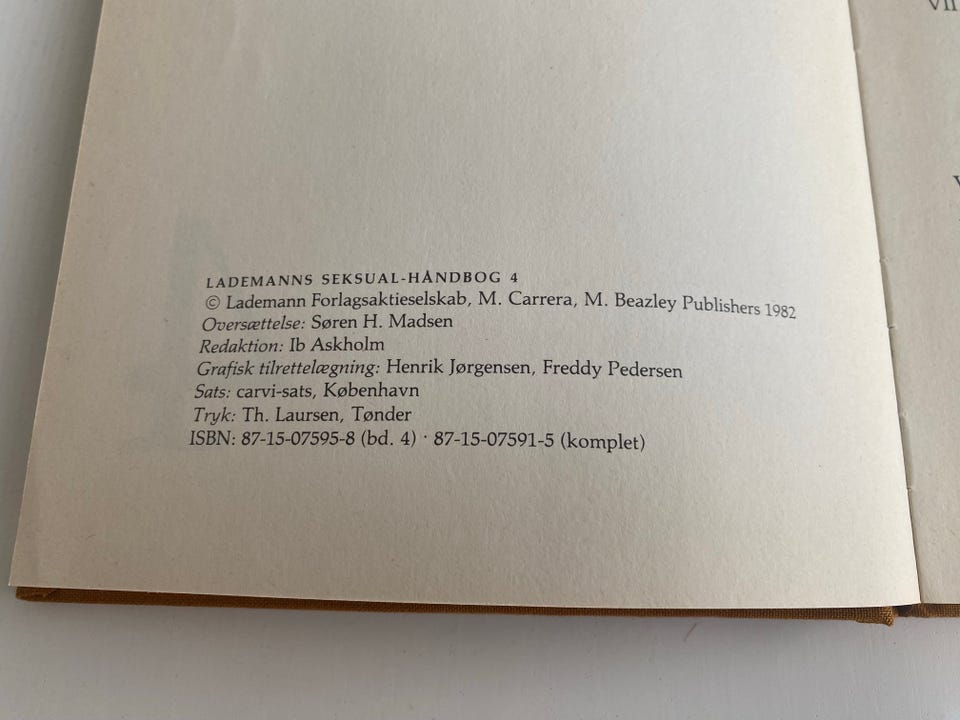 LADEMANNS SEKSUAL-HÅNDBOG 4
© Lademann Forlagsaktieselskab, M. Carrera, M. Beazley Publishers 1982
Oversættelse: Søren H. Madsen
Redaktion: Ib Askholm
Grafisk tilrettelægning: Henrik Jørgensen, Freddy Pedersen
Sats: carvi-sats, København
Tryk: Th. Laursen, Tønder
ISBN: 87-15-07595-8 (bd. 4) · 87-15-07591-5 (komplet)